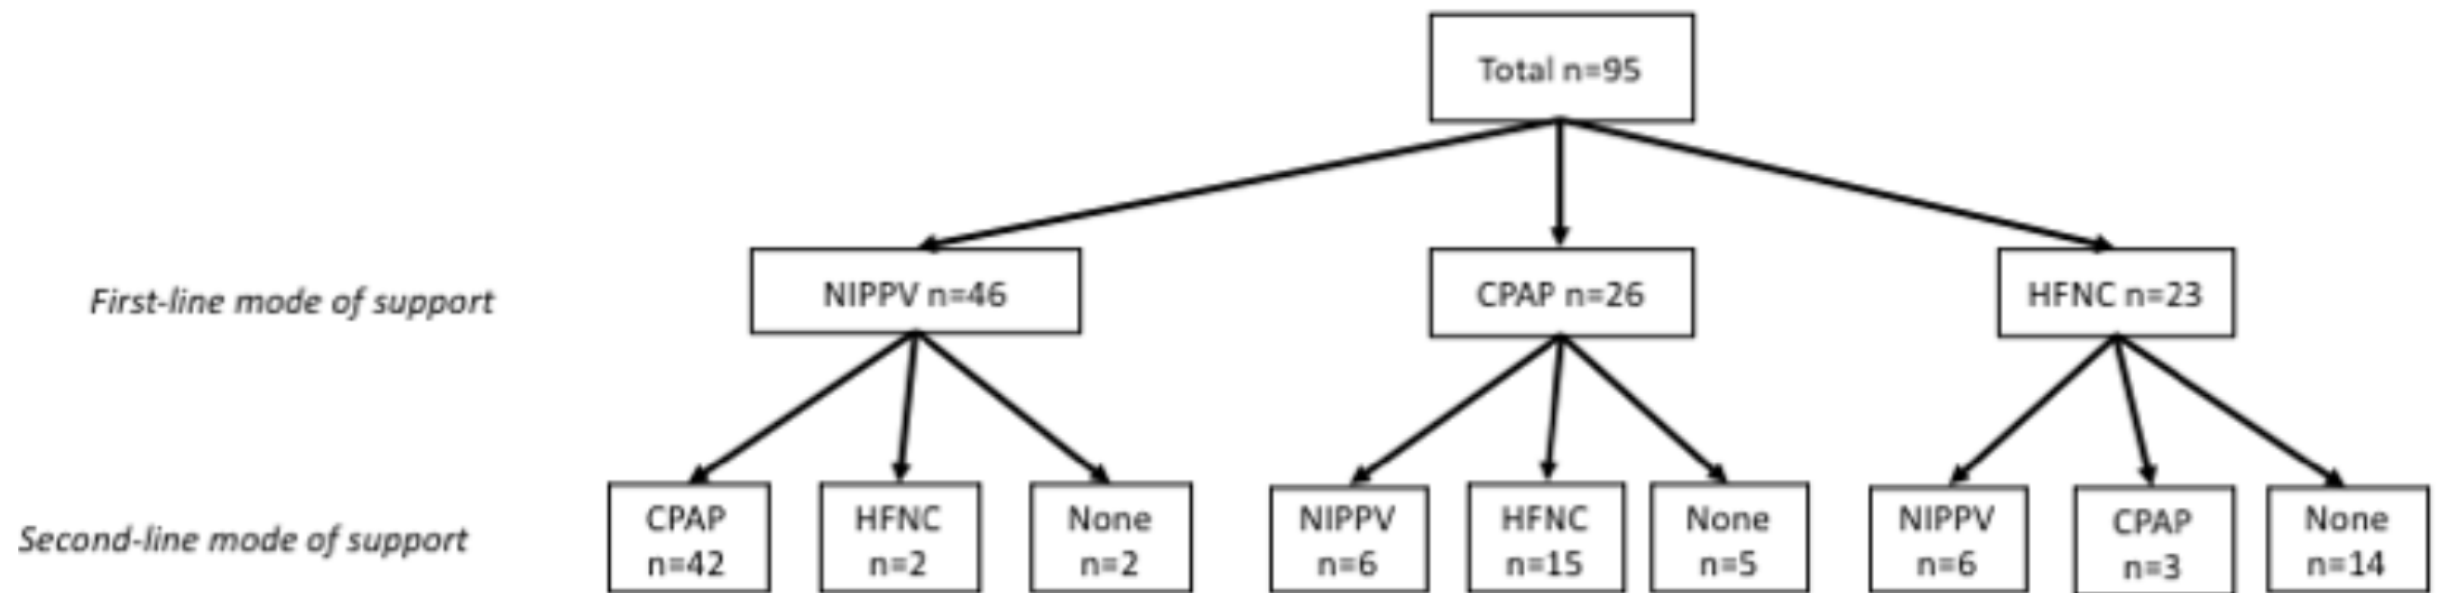 Total n=95
First-line mode of support
NIPPV n=46
CPAP n=26
HFNC n=23
Second-line mode of support
CPAP
n=42
HFNC
n=2
None
n=2
NIPPV
n=6
HFNC
n=15
None
n=5
NIPPV
n=6
CPAP
n=3
None
n=14